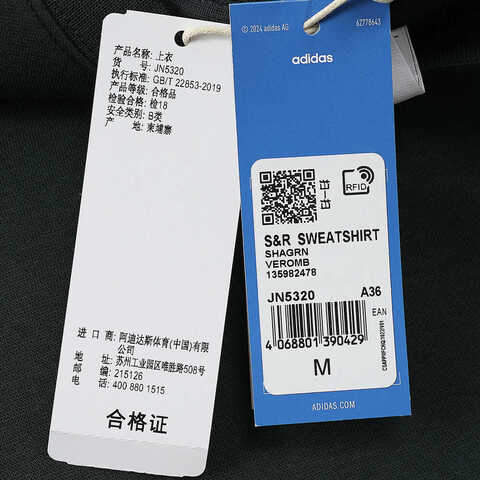 产品名称: 上衣
货 号: JN5320
执行标准: GB/T 22853-2019
产品等级: 合格品
检验合格: 检18
安全类别: B类
产 地: 柬埔寨
进 口 商: 阿迪达斯体育(中国)有限
公司
地 址: 苏州工业园区唯胜路508号
邮 编: 215126
电 话: 400 880 1515
合格证
© 2024 adidas AG
6Z778643
adidas
RFID
S&R SWEATSHIRT
SHAGRN
VEROMB
135982478
JN5320 A36
EAN
4 068801 390429
M
ADIDAS.COM